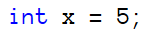 int x = 5;